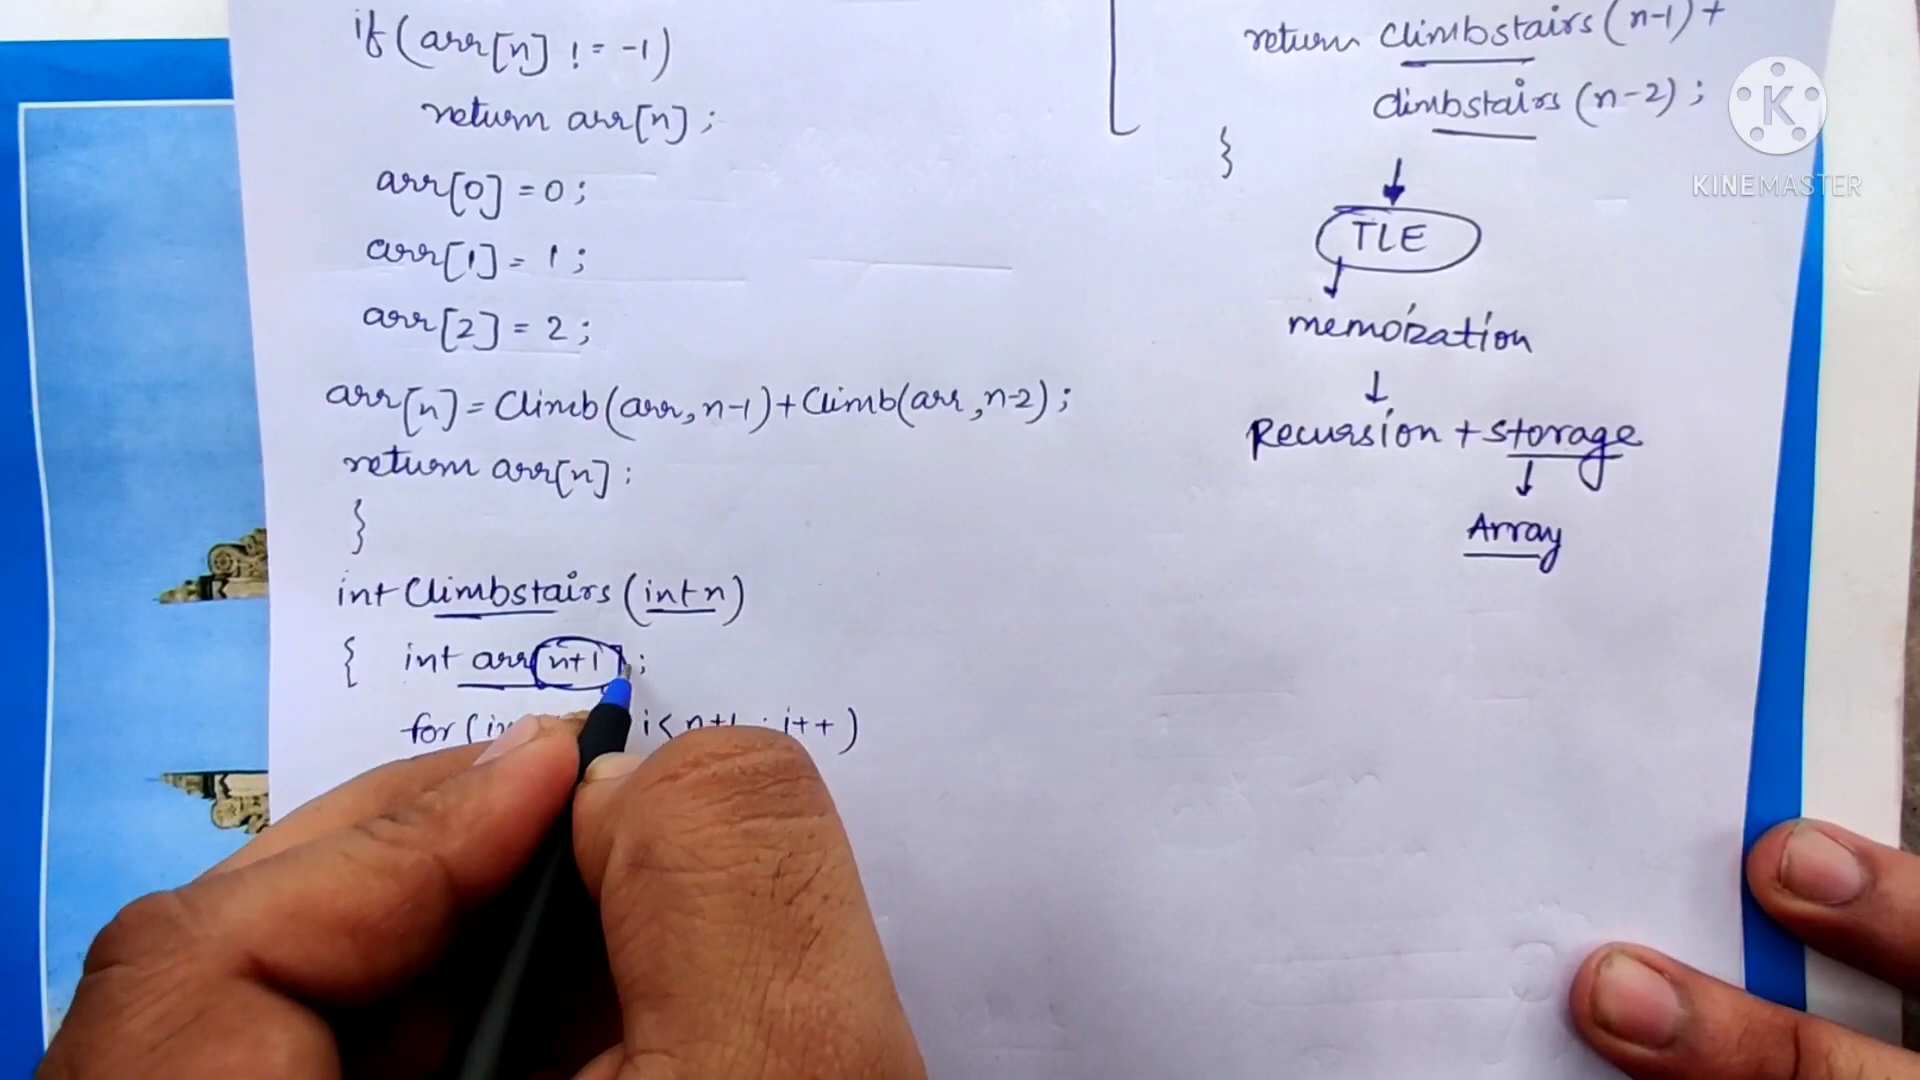 if (arr[n] != -1)
return arr[n];
arr[0] = 0;
arr[1] = 1;
arr[2] = 2;
arr[n] = Climb(arr, n-1) + Climb(arr, n-2);
return arr[n];
}
int Climbstairs (int n)
{ int arr[n+1];
for (in i< n+1 ; i++)
return Climbstairs (n-1) +
climbstairs (n-2);
}
TLE
memoization
Recursion + storage
Array
K
KINEMASTER